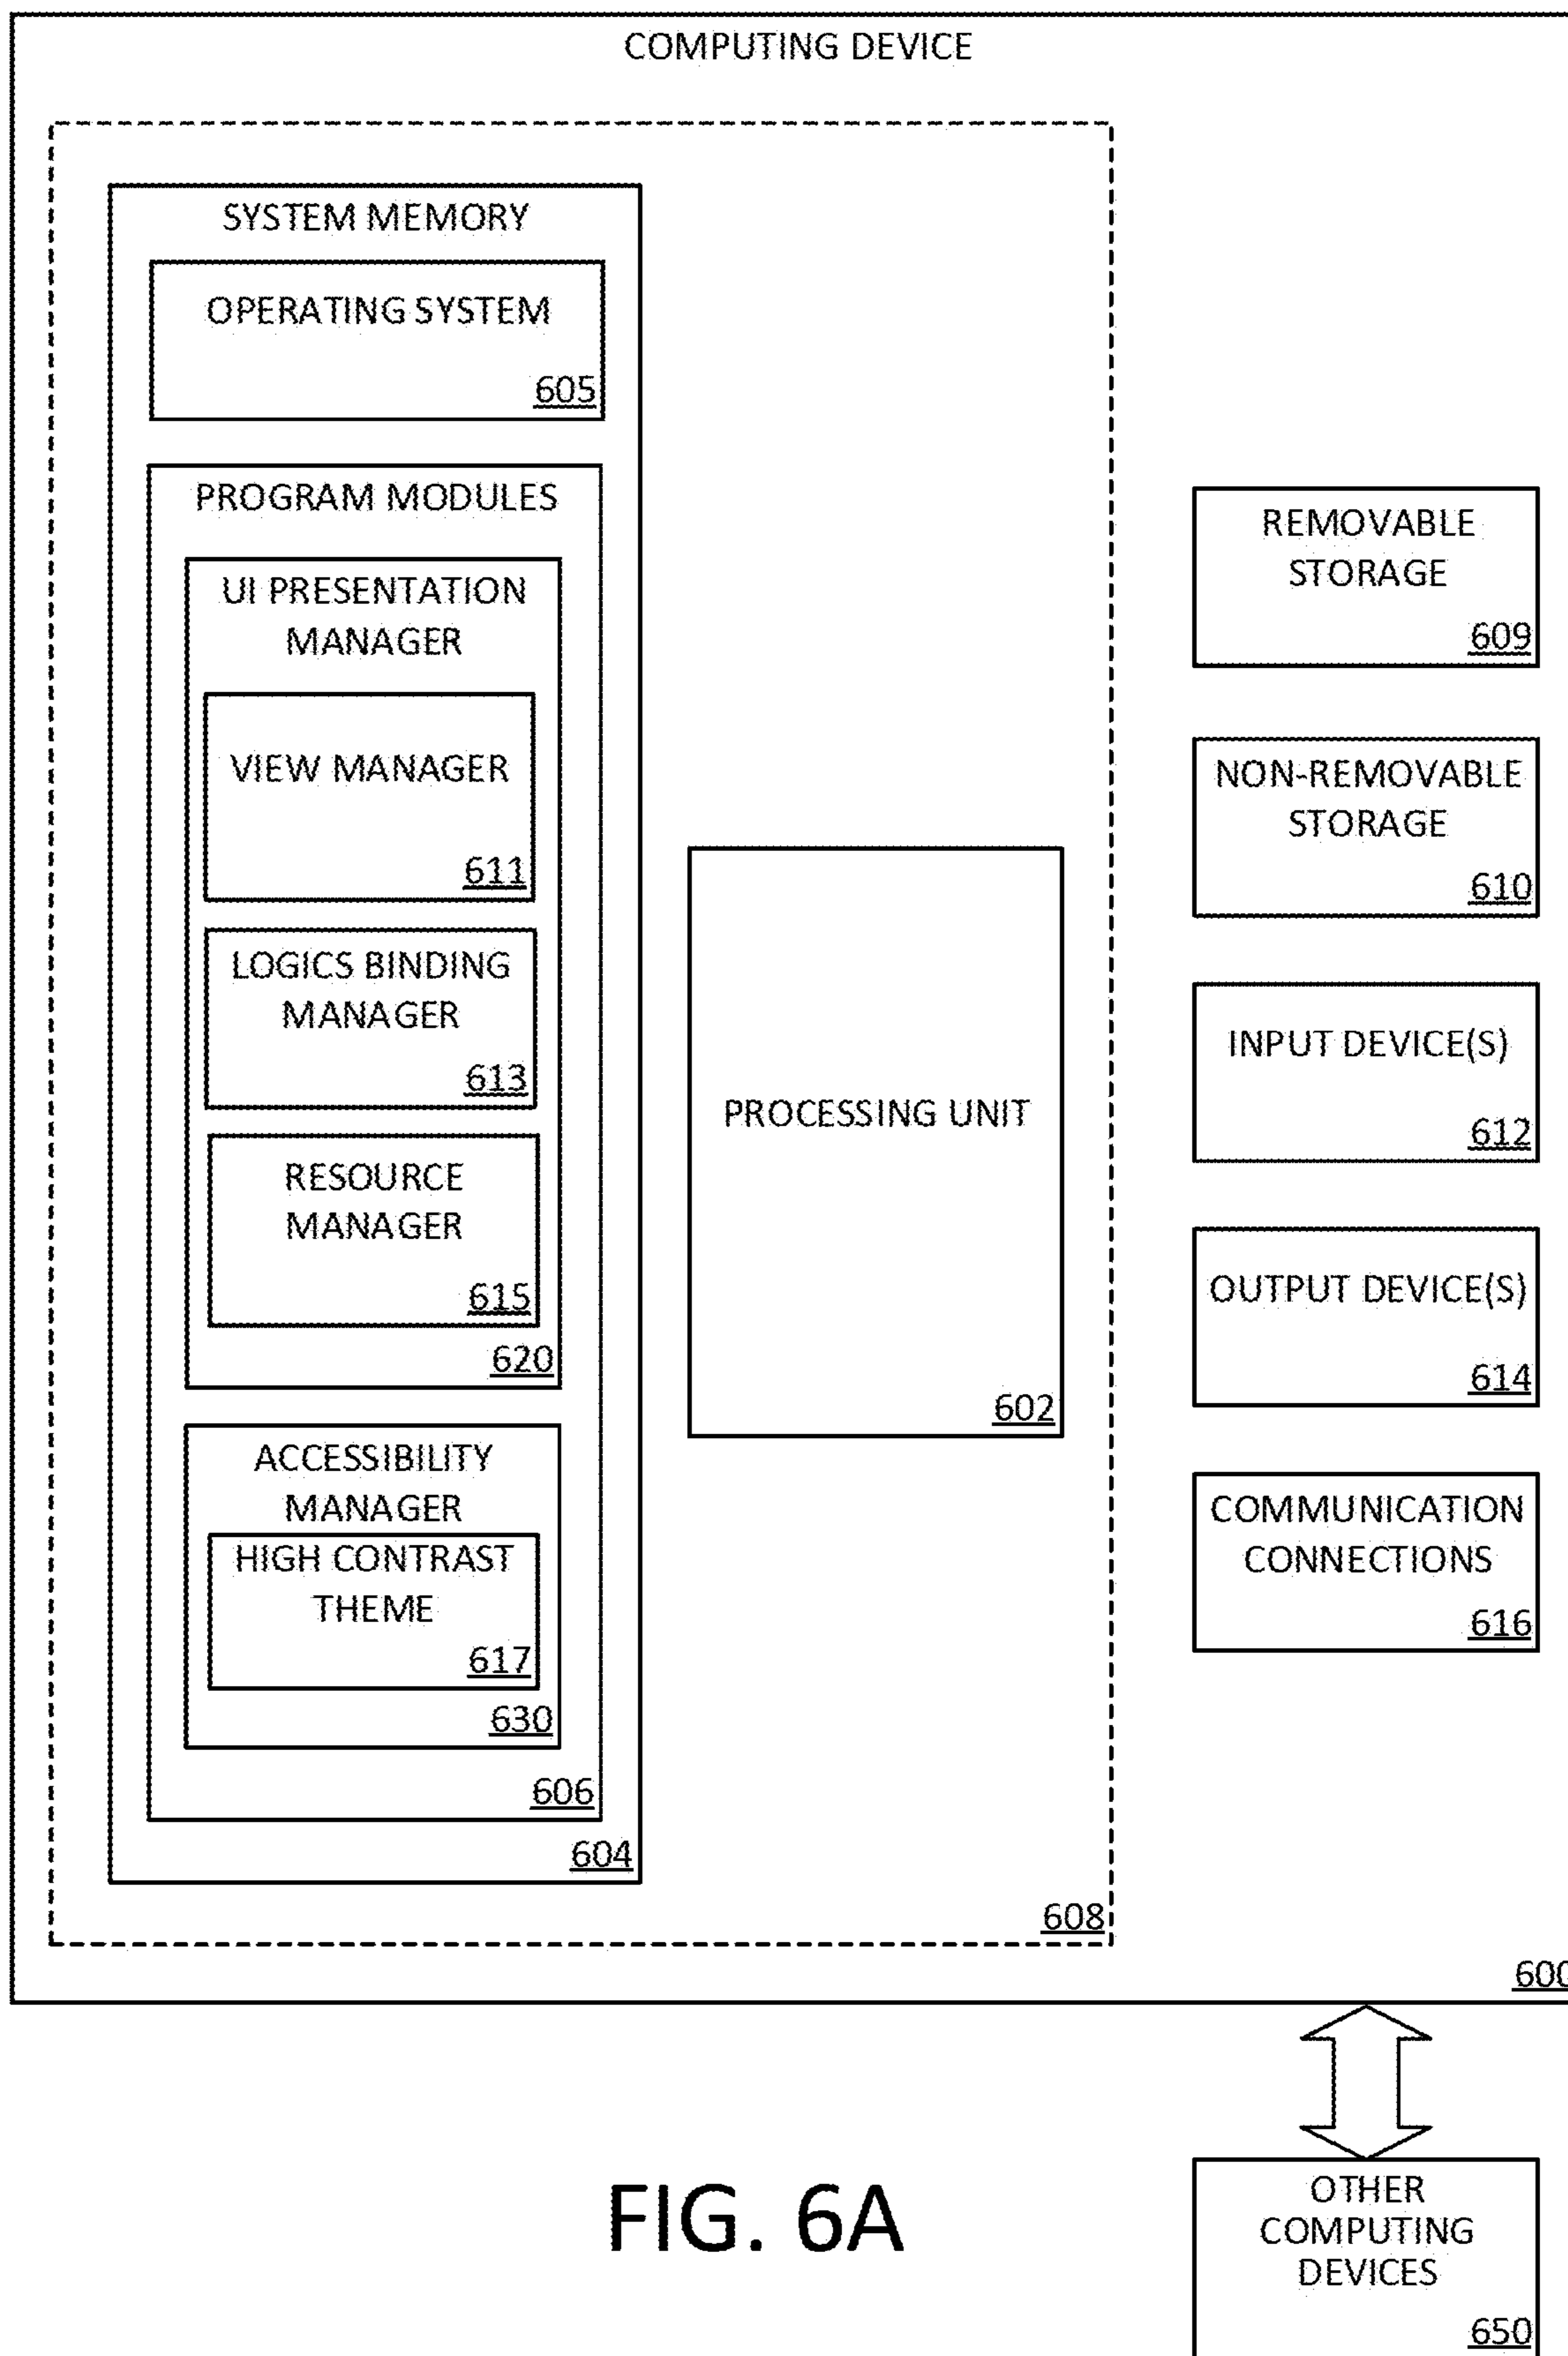 COMPUTING DEVICE
SYSTEM MEMORY
OPERATING SYSTEM
605
PROGRAM MODULES
UI PRESENTATION
MANAGER
VIEW MANAGER
611
LOGICS BINDING
MANAGER
613
RESOURCE
MANAGER
615
620
ACCESSIBILITY
MANAGER
HIGH CONTRAST
THEME
617
630
606
604
PROCESSING UNIT
602
608
REMOVABLE
STORAGE
609
NON-REMOVABLE
STORAGE
610
INPUT DEVICE(S)
612
OUTPUT DEVICE(S)
614
COMMUNICATION
CONNECTIONS
616
600
OTHER
COMPUTING
DEVICES
650
FIG. 6A